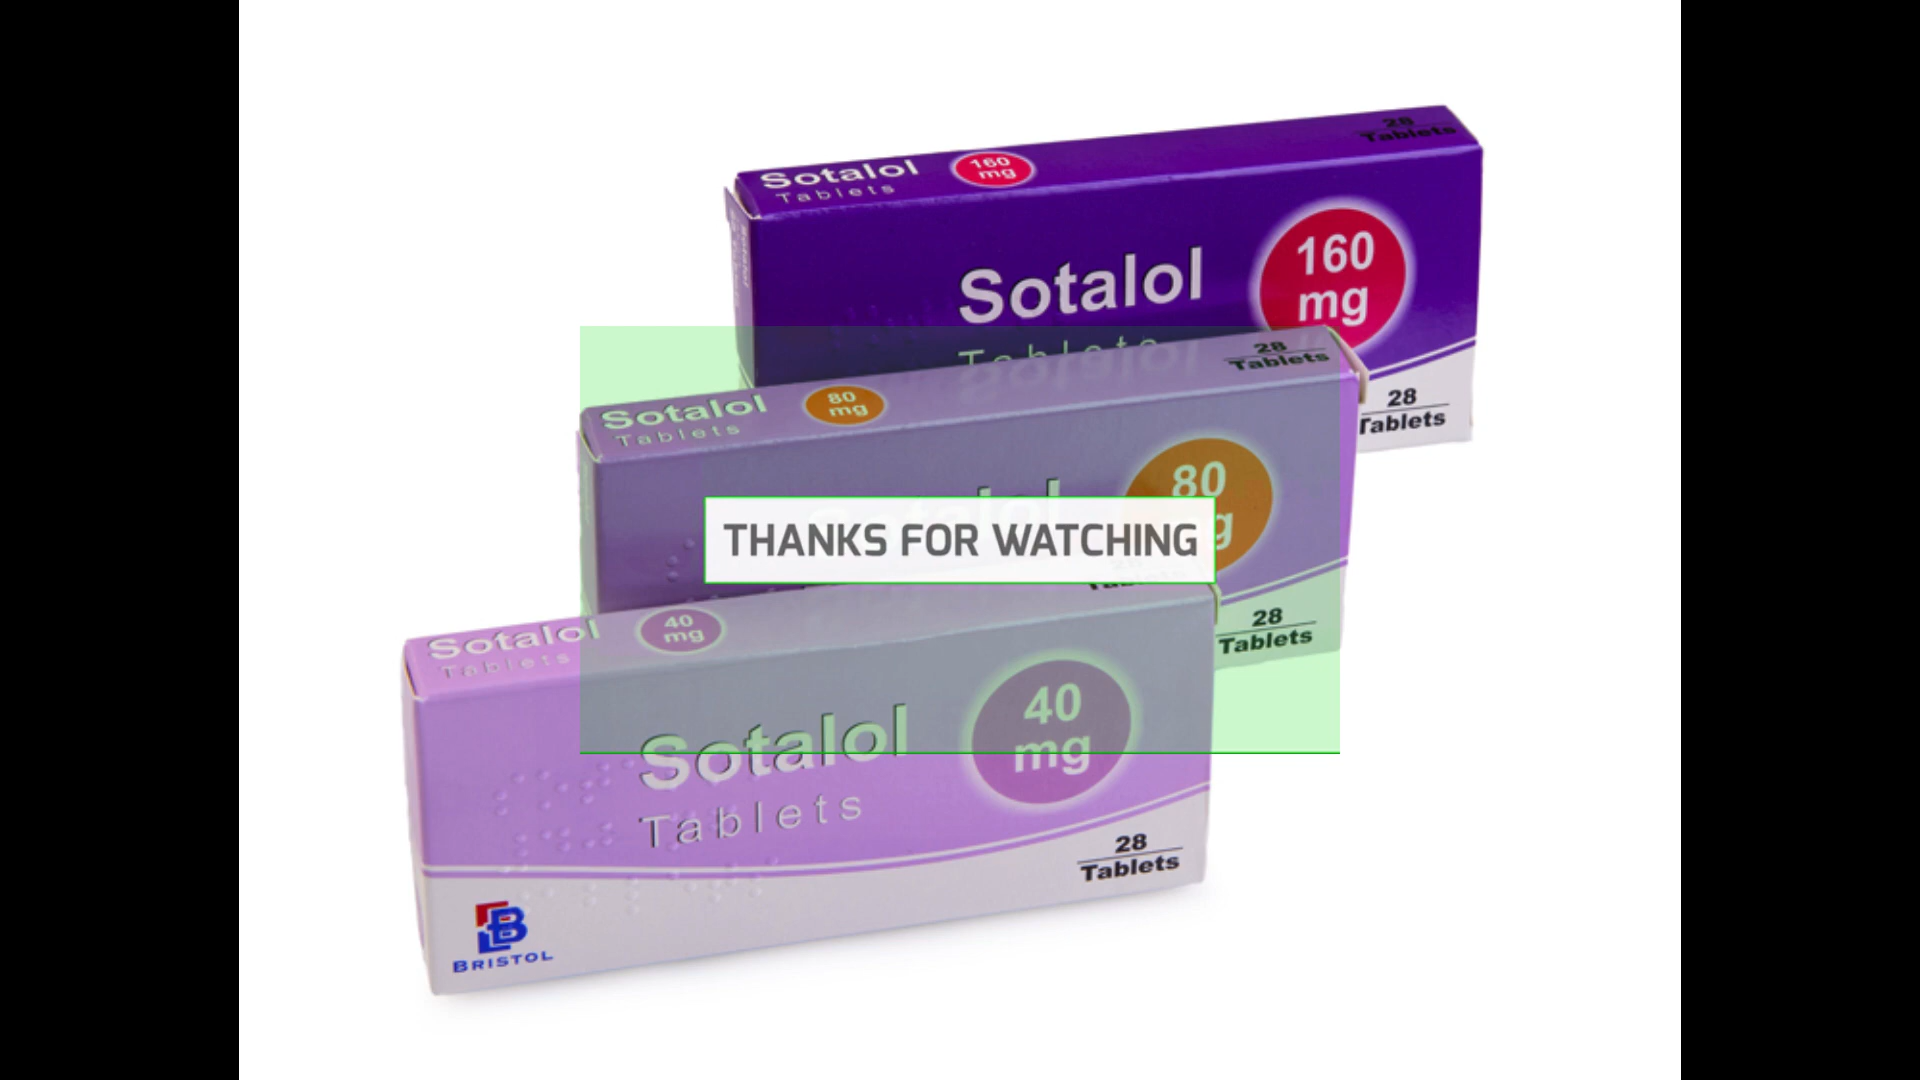 Sotalol
Tablets
160
mg
28
Tablets
Sotalol
Tablets
160
mg
28
Tablets
Sotalol
Tablets
80
mg
28
Tablets
80
28
Tablets
THANKS FOR WATCHING
Sotalol
Tablets
40
mg
Sotalol
Tablets
40
mg
28
Tablets
BRISTOL